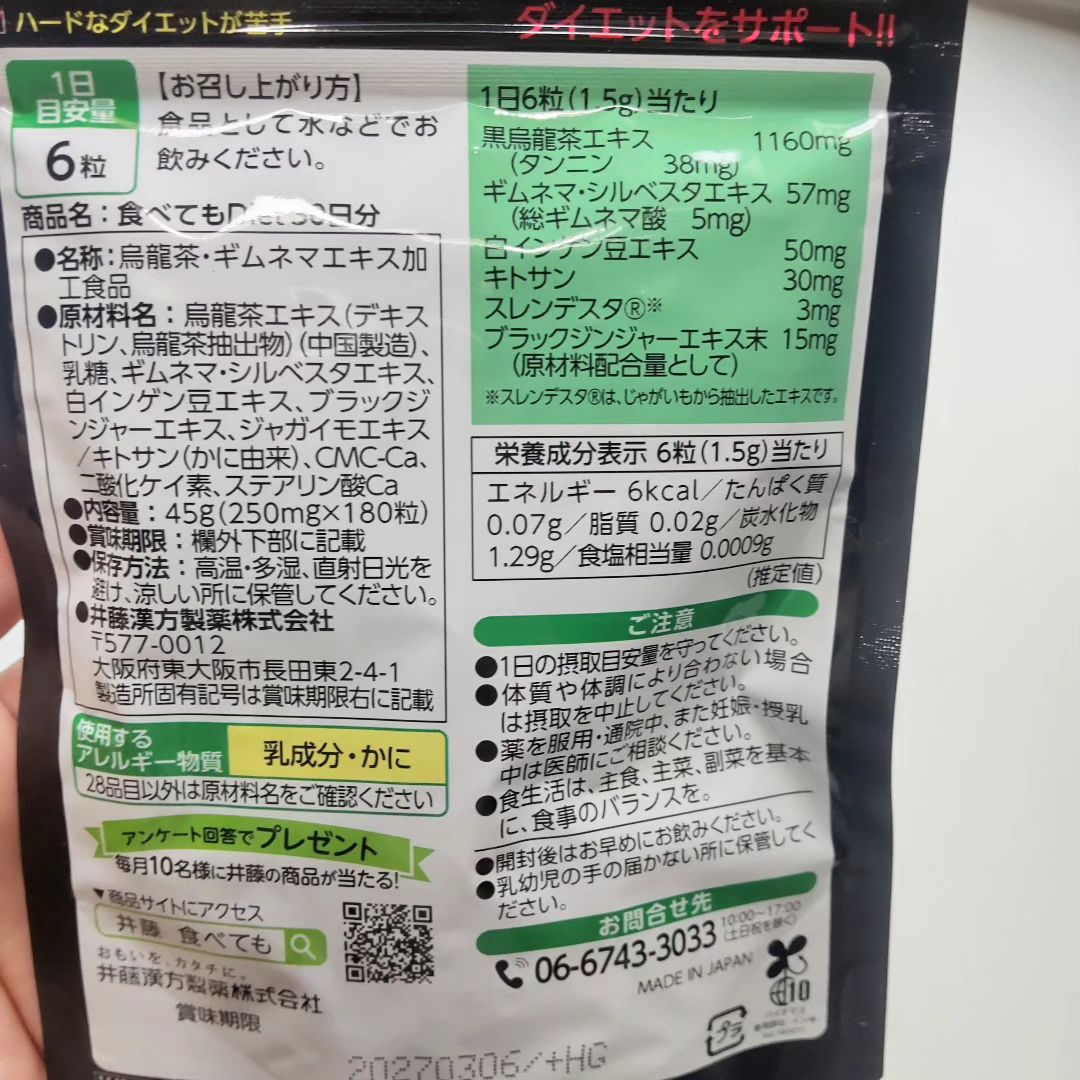 ハードなダイエットが苦手
ダイエットをサポート!!
1日
目安量
6粒
【お召し上がり方】
食品として水などでお
飲みください。
商品名：食べてもDiet 30日分
●名称：烏龍茶・ギムネマエキス加
工食品
●原材料名：烏龍茶エキス（デキス
トリン、烏龍茶抽出物）（中国製造）、
乳糖、ギムネマ・シルベスタエキス、
白インゲン豆エキス、ブラックジ
ンジャーエキス、ジャガイモエキス
/キトサン（かに由来）、CMC-Ca、
二酸化ケイ素、ステアリン酸Ca
●内容量：45g(250mg×180粒)
●賞味期限：欄外下部に記載
●保存方法：高温・多湿、直射日光を
避け、涼しい所に保管してください。
●井藤漢方製薬株式会社
〒577-0012
大阪府東大阪市長田東2-4-1
製造所固有記号は賞味期限右に記載
使用する
アレルギー物質
乳成分・かに
28品目以外は原材料名をご確認ください
アンケート回答でプレゼント
毎月10名様に井藤の商品が当たる!
▼商品サイトにアクセス
井藤 食べても
おもいを、カタチに。
井藤漢方製薬株式会社
賞味期限
20270306/+HG
1日6粒(1.5g)当たり
黒烏龍茶エキス 1160mg
（タンニン 38mg)
ギムネマ・シルベスタエキス 57mg
（総ギムネマ酸 5mg)
白インゲン豆エキス 50mg
キトサン 30mg
スレンデスタ®※ 3mg
ブラックジンジャーエキス末 15mg
（原材料配合量として）
※スレンデスタ®は、じゃがいもから抽出したエキスです。
栄養成分表示 6粒(1.5g)当たり
エネルギー 6kcal／たんぱく質
0.07g／脂質 0.02g／炭水化物
1.29g／食塩相当量 0.0009g
（推定値）
ご注意
●1日の摂取目安量を守ってください。
●体質や体調により合わない場合
は摂取を中止してください。
●薬を服用・通院中、また妊娠・授乳
中は医師にご相談ください。
●食生活は、主食、主菜、副菜を基本
に、食事のバランスを。
●開封後はお早めにお飲みください。
●乳幼児の手の届かない所に保管してく
ださい。
お問合せ先
06-6743-3033
10:00～17:00
（土日祝を除く）
MADE IN JAPAN
10
プラ